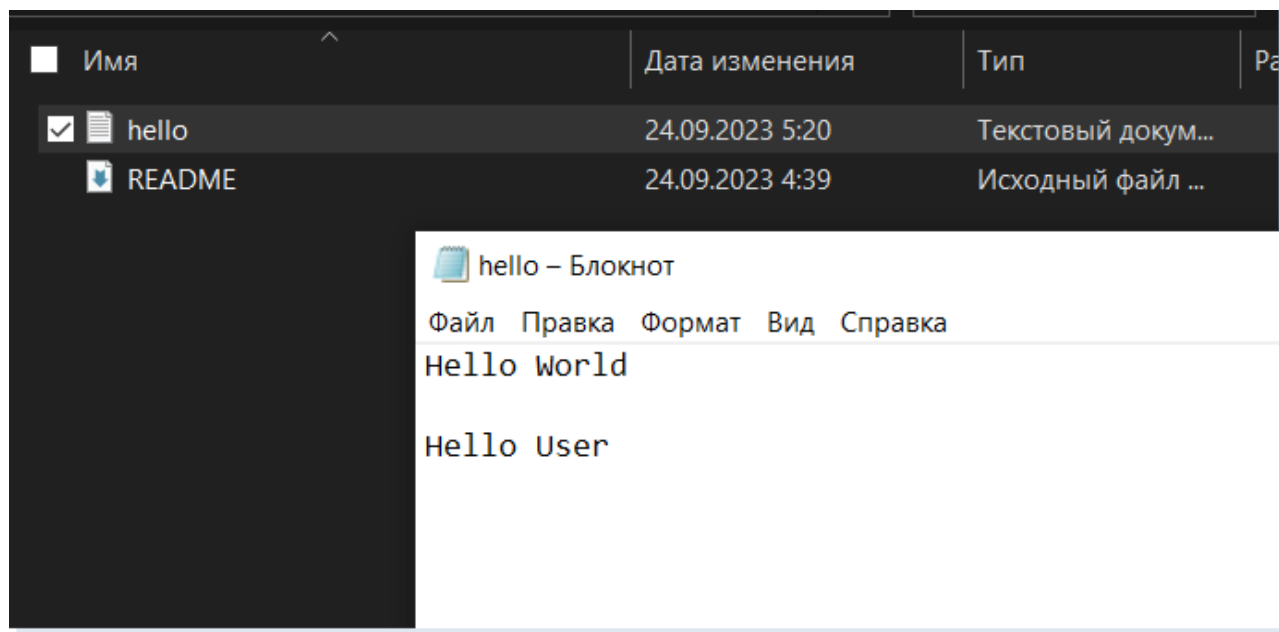 Имя Дата изменения Тип Ра
hello 24.09.2023 5:20 Текстовый докум...
README 24.09.2023 4:39 Исходный файл ...
hello – Блокнот
Файл Правка Формат Вид Справка
Hello World
Hello User